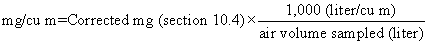 mg/cu m=Corrected mg (section 10.4)× 1,000 (liter/cu m) / air volume sampled (liter)